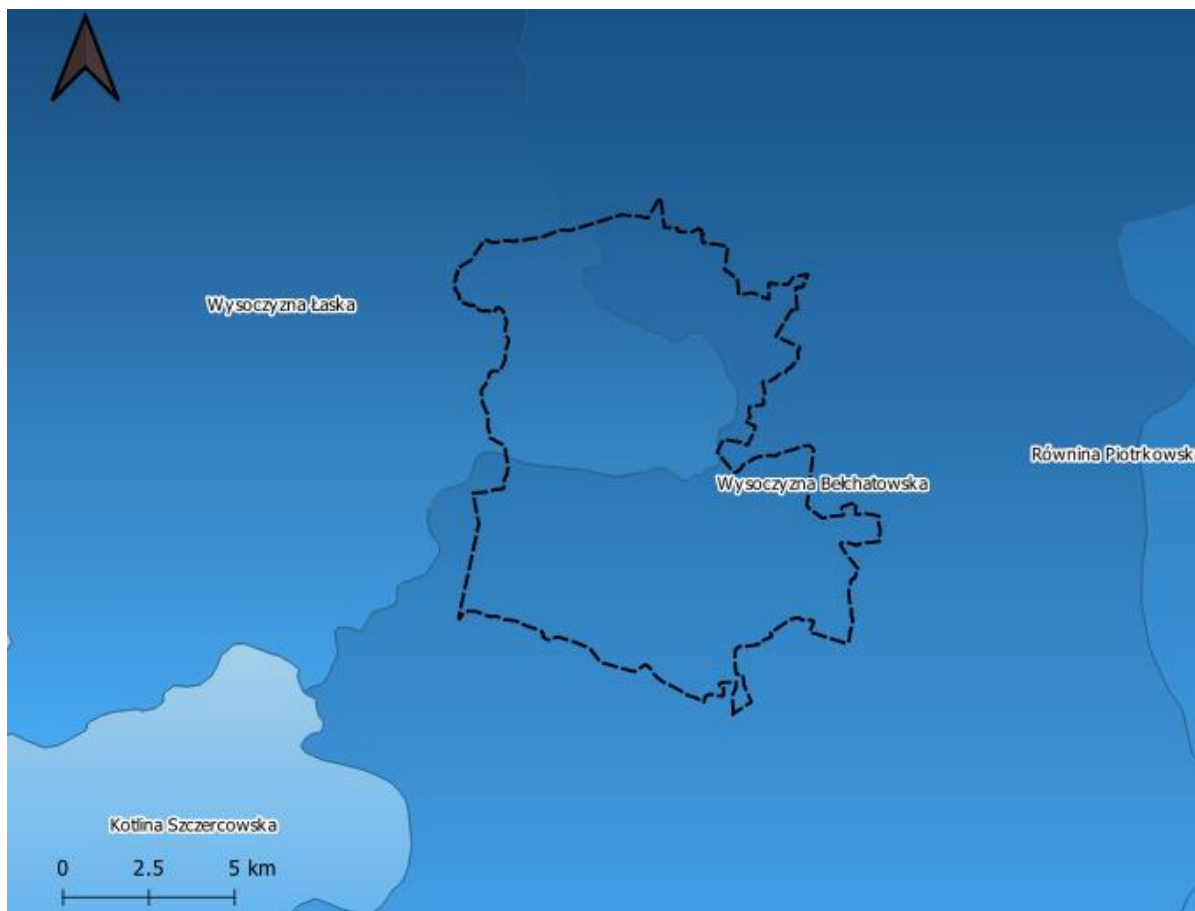 Wysoczyzna Łaska
Równina Piotrkowsk
Wysoczyzna Bełchatowska
Kotlina Szczercowska
0 2.5 5 km